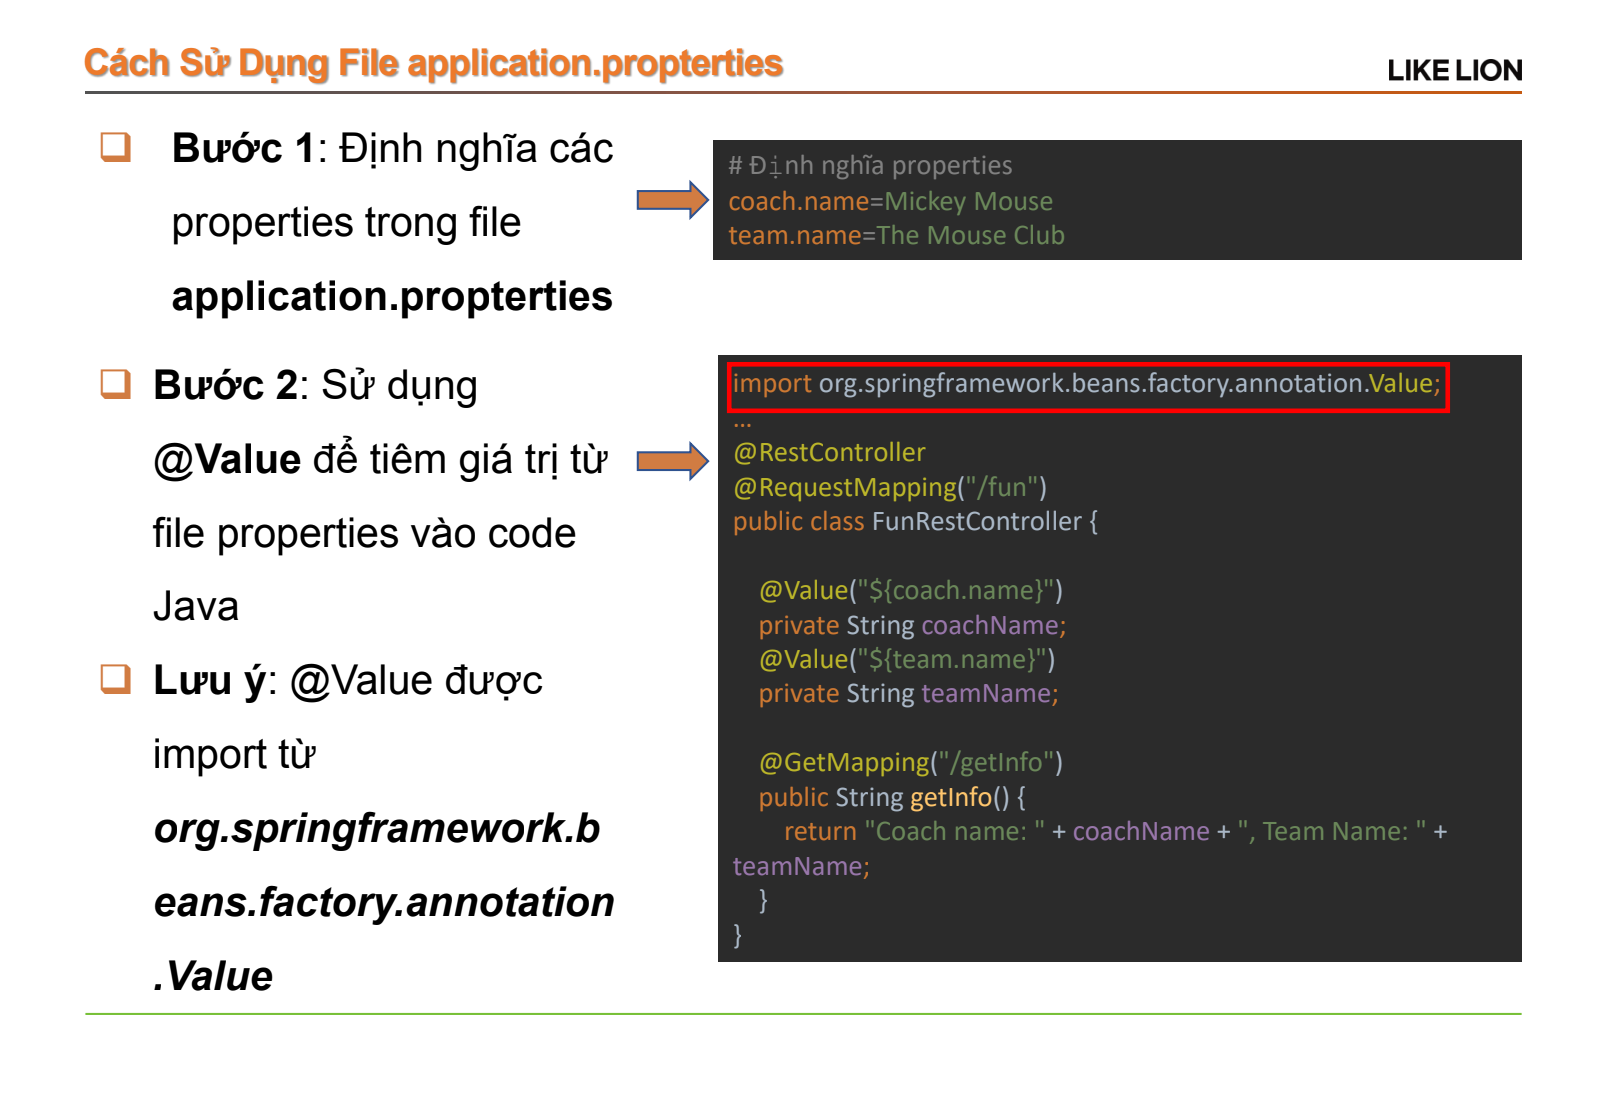 Cách Sử Dụng File application.propterties
LIKE LION
Bước 1: Định nghĩa các
properties trong file
application.propterties
# Định nghĩa properties
coach.name=Mickey Mouse
team.name=The Mouse Club
Bước 2: Sử dụng
@Value để tiêm giá trị từ
file properties vào code
Java
Lưu ý: @Value được
import từ
org.springframework.b
eans.factory.annotation
.Value
import org.springframework.beans.factory.annotation.Value;
...
@RestController
@RequestMapping("/fun")
public class FunRestController {
@Value("${coach.name}")
private String coachName;
@Value("${team.name}")
private String teamName;
@GetMapping("/getInfo")
public String getInfo() {
return "Coach name: " + coachName + ", Team Name: " +
teamName;
}
}